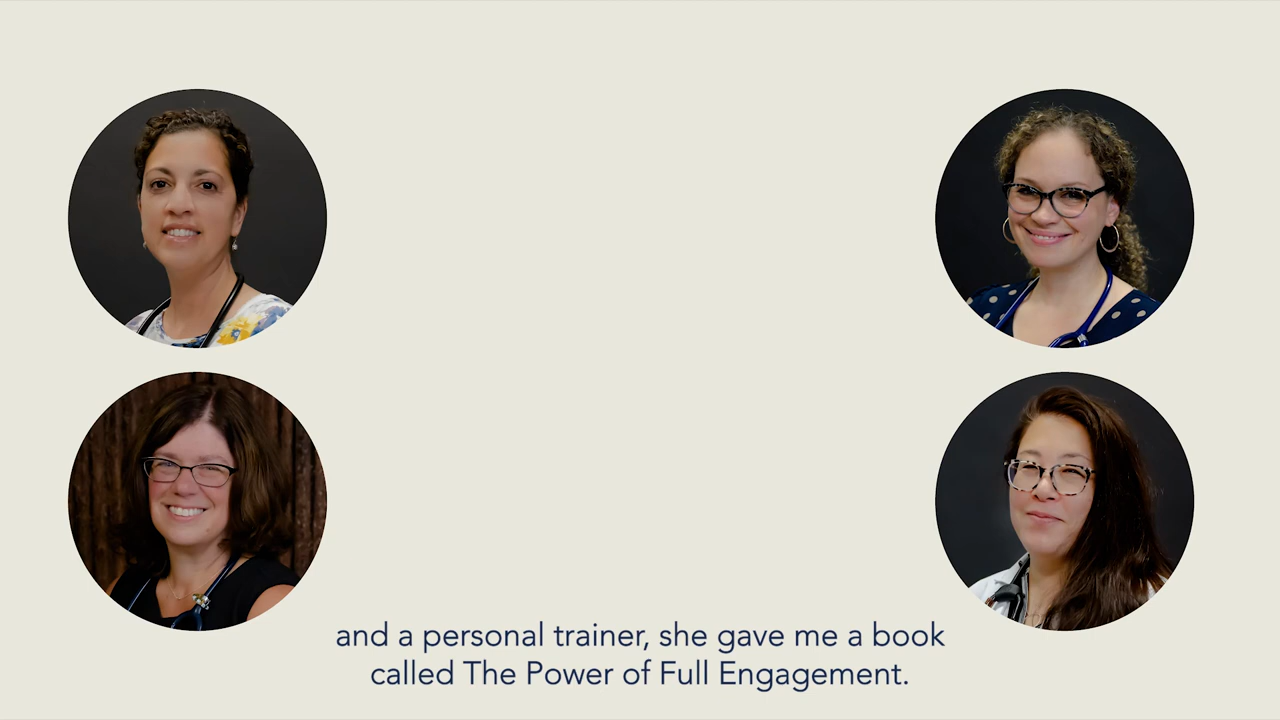 and a personal trainer, she gave me a book
called The Power of Full Engagement.